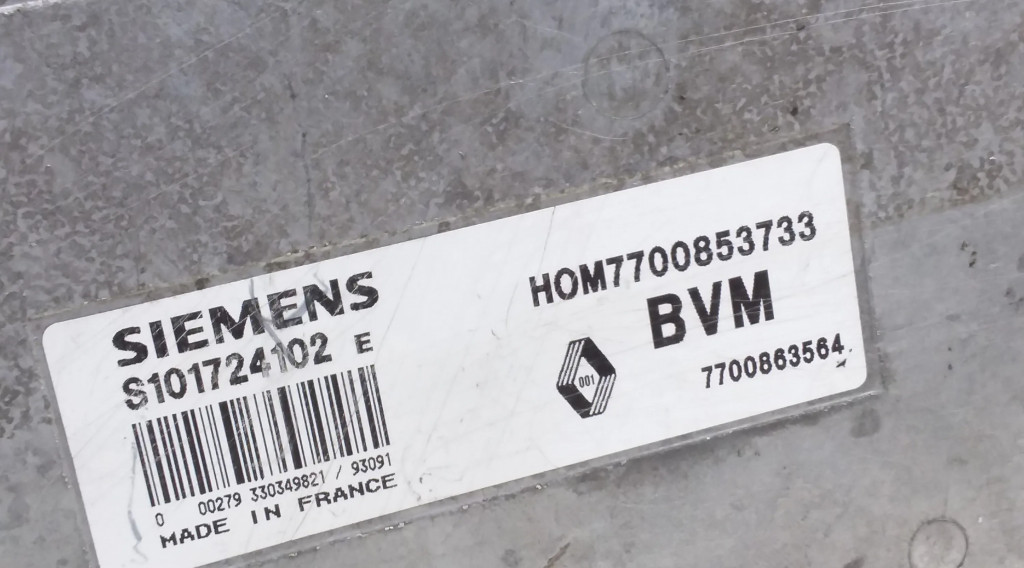 SIEMENS
S101724102 E
0 00279 330349821 / 93091
MADE IN FRANCE
HOM7700853733
BVM
001
7700863564